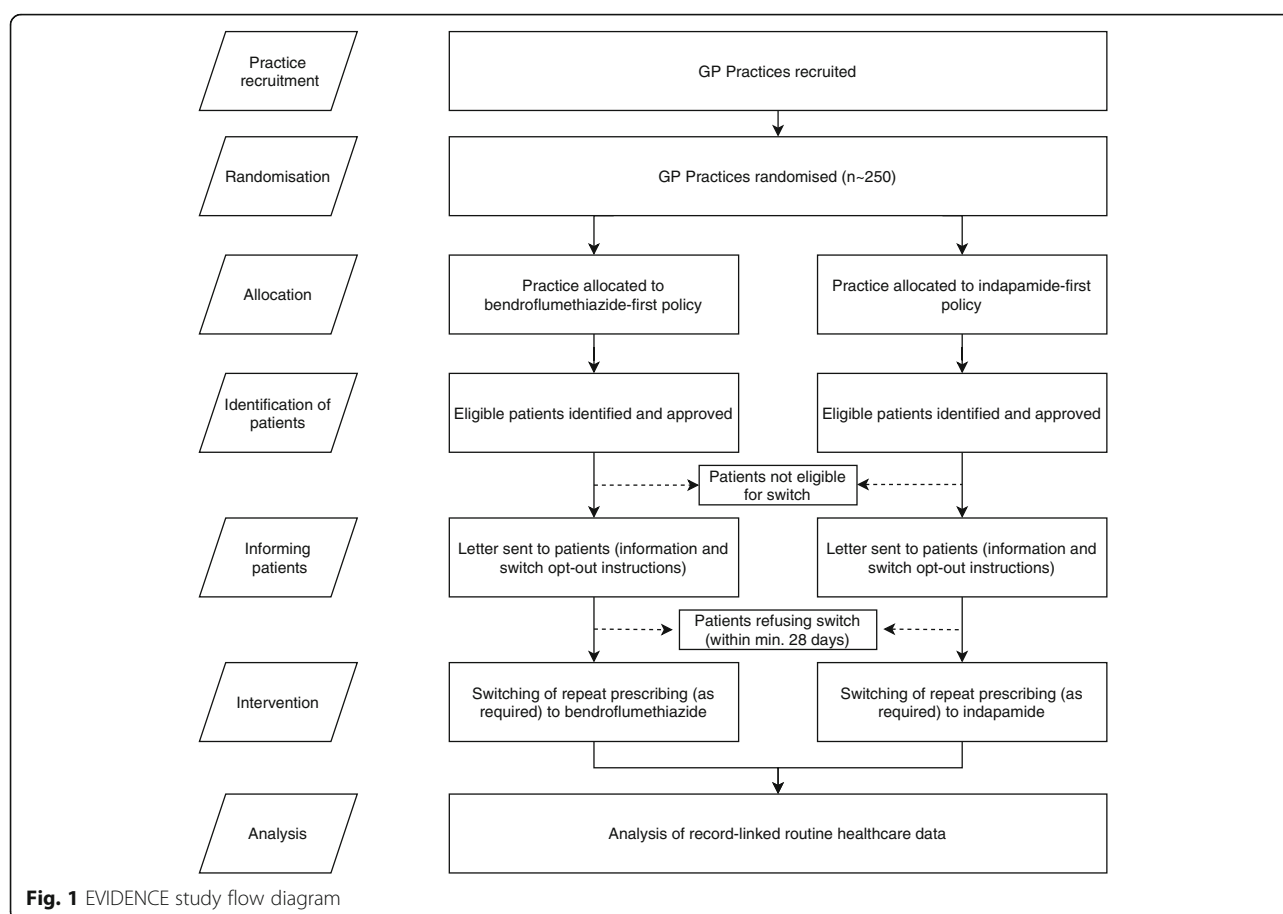 Practice
recruitment
GP Practices recruited
Randomisation
GP Practices randomised (n~250)
Allocation
Practice allocated to
bendroflumethiazide-first policy
Practice allocated to indapamide-first
policy
Identification of
patients
Eligible patients identified and approved
Eligible patients identified and approved
Patients not eligible
for switch
Informing
patients
Letter sent to patients (information and
switch opt-out instructions)
Letter sent to patients (information and
switch opt-out instructions)
Patients refusing switch
(within min. 28 days)
Intervention
Switching of repeat prescribing (as
required) to bendroflumethiazide
Switching of repeat prescribing (as
required) to indapamide
Analysis
Analysis of record-linked routine healthcare data
Fig. 1 EVIDENCE study flow diagram